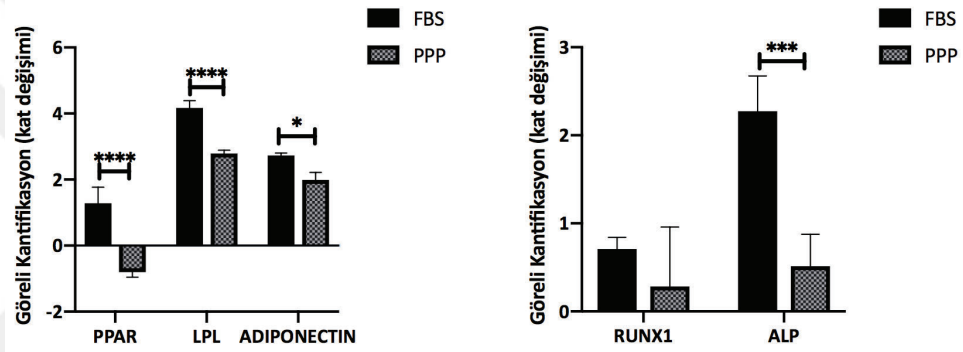 FBS
PPP
Göreli Kantifikasyon (kat değişimi)
6
4
2
0
-2
****
****
*
PPAR
LPL
ADIPONECTIN
FBS
PPP
Göreli Kantifikasyon (kat değişimi)
3
2
1
0
***
RUNX1
ALP